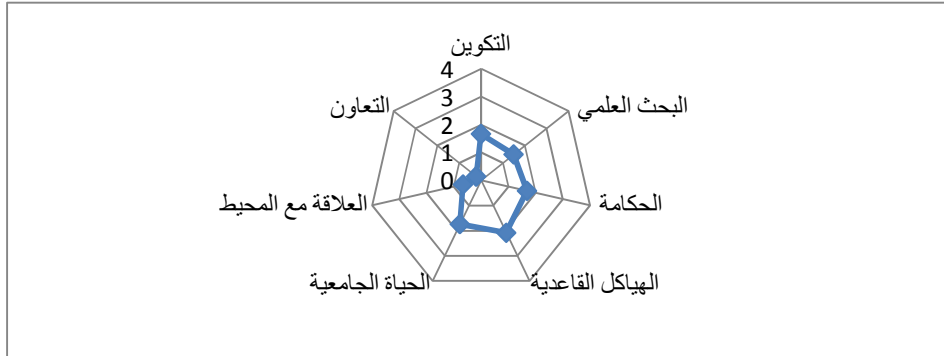 التكوين
البحث العلمي
الحكامة
الهياكل القاعدية
الحياة الجامعية
العلاقة مع المحيط
التعاون
4
3
2
1
0